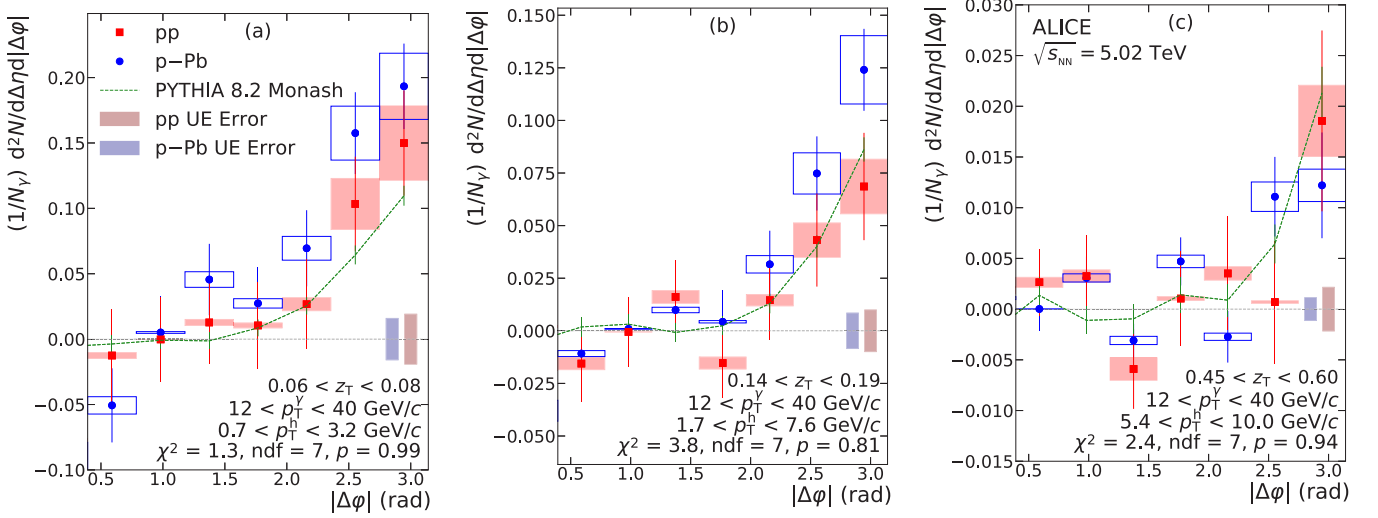 (a)
pp
p−Pb
PYTHIA 8.2 Monash
pp UE Error
p−Pb UE Error
0.06 < z_T < 0.08
12 < p_T^γ < 40 GeV/c
0.7 < p_T^h < 3.2 GeV/c
χ² = 1.3, ndf = 7, p = 0.99
(1/N_γ) d²N/dΔηd|Δφ|
0.20
0.15
0.10
0.05
0.00
−0.05
−0.10
0.5 1.0 1.5 2.0 2.5 3.0
|Δφ| (rad)
(b)
0.14 < z_T < 0.19
12 < p_T^γ < 40 GeV/c
1.7 < p_T^h < 7.6 GeV/c
χ² = 3.8, ndf = 7, p = 0.81
(1/N_γ) d²N/dΔηd|Δφ|
0.125
0.100
0.075
0.050
0.025
0.000
−0.025
−0.050
0.5 1.0 1.5 2.0 2.5 3.0
|Δφ| (rad)
(c)
ALICE
√s_NN = 5.02 TeV
0.45 < z_T < 0.60
12 < p_T^γ < 40 GeV/c
5.4 < p_T^h < 10.0 GeV/c
χ² = 2.4, ndf = 7, p = 0.94
(1/N_γ) d²N/dΔηd|Δφ|
0.030
0.025
0.020
0.015
0.010
0.005
0.000
−0.005
−0.010
−0.015
0.5 1.0 1.5 2.0 2.5 3.0
|Δφ| (rad)